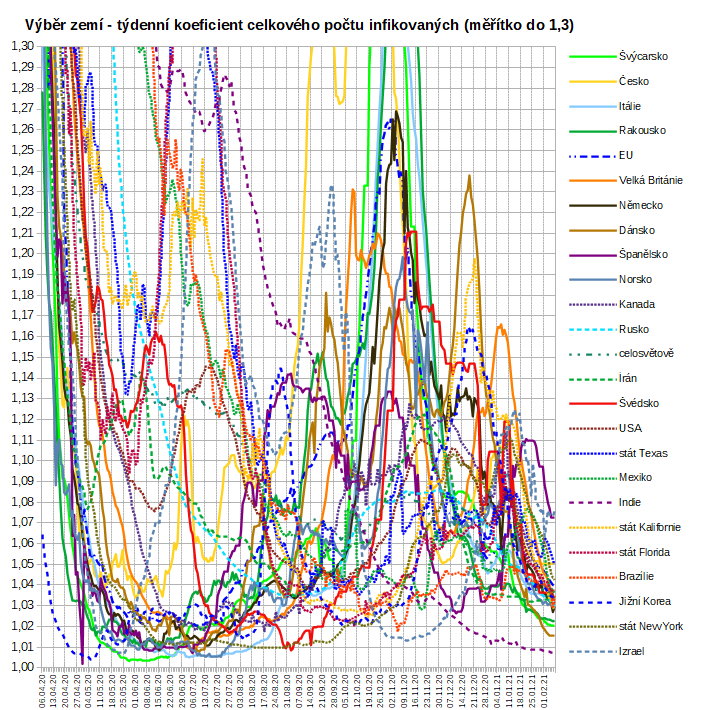 Výběr zemí - týdenní koeficient celkového počtu infikovaných (měřítko do 1,3)
1,30
1,29
1,28
1,27
1,26
1,25
1,24
1,23
1,22
1,21
1,20
1,19
1,18
1,17
1,16
1,15
1,14
1,13
1,12
1,11
1,10
1,09
1,08
1,07
1,06
1,05
1,04
1,03
1,02
1,01
1,00
Švýcarsko
Česko
Itálie
Rakousko
EU
Velká Británie
Německo
Dánsko
Španělsko
Norsko
Kanada
Rusko
celosvětově
Írán
Švédsko
USA
stát Texas
Mexiko
Indie
stát Kalifornie
stát Florida
Brazílie
Jižní Korea
stát New York
Izrael
06.04.20
13.04.20
20.04.20
27.04.20
04.05.20
11.05.20
18.05.20
25.05.20
01.06.20
08.06.20
15.06.20
22.06.20
29.06.20
06.07.20
13.07.20
20.07.20
27.07.20
03.08.20
10.08.20
17.08.20
24.08.20
31.08.20
07.09.20
14.09.20
21.09.20
28.09.20
05.10.20
12.10.20
19.10.20
26.10.20
02.11.20
09.11.20
16.11.20
23.11.20
30.11.20
07.12.20
14.12.20
21.12.20
28.12.20
04.01.21
11.01.21
18.01.21
25.01.21
01.02.21